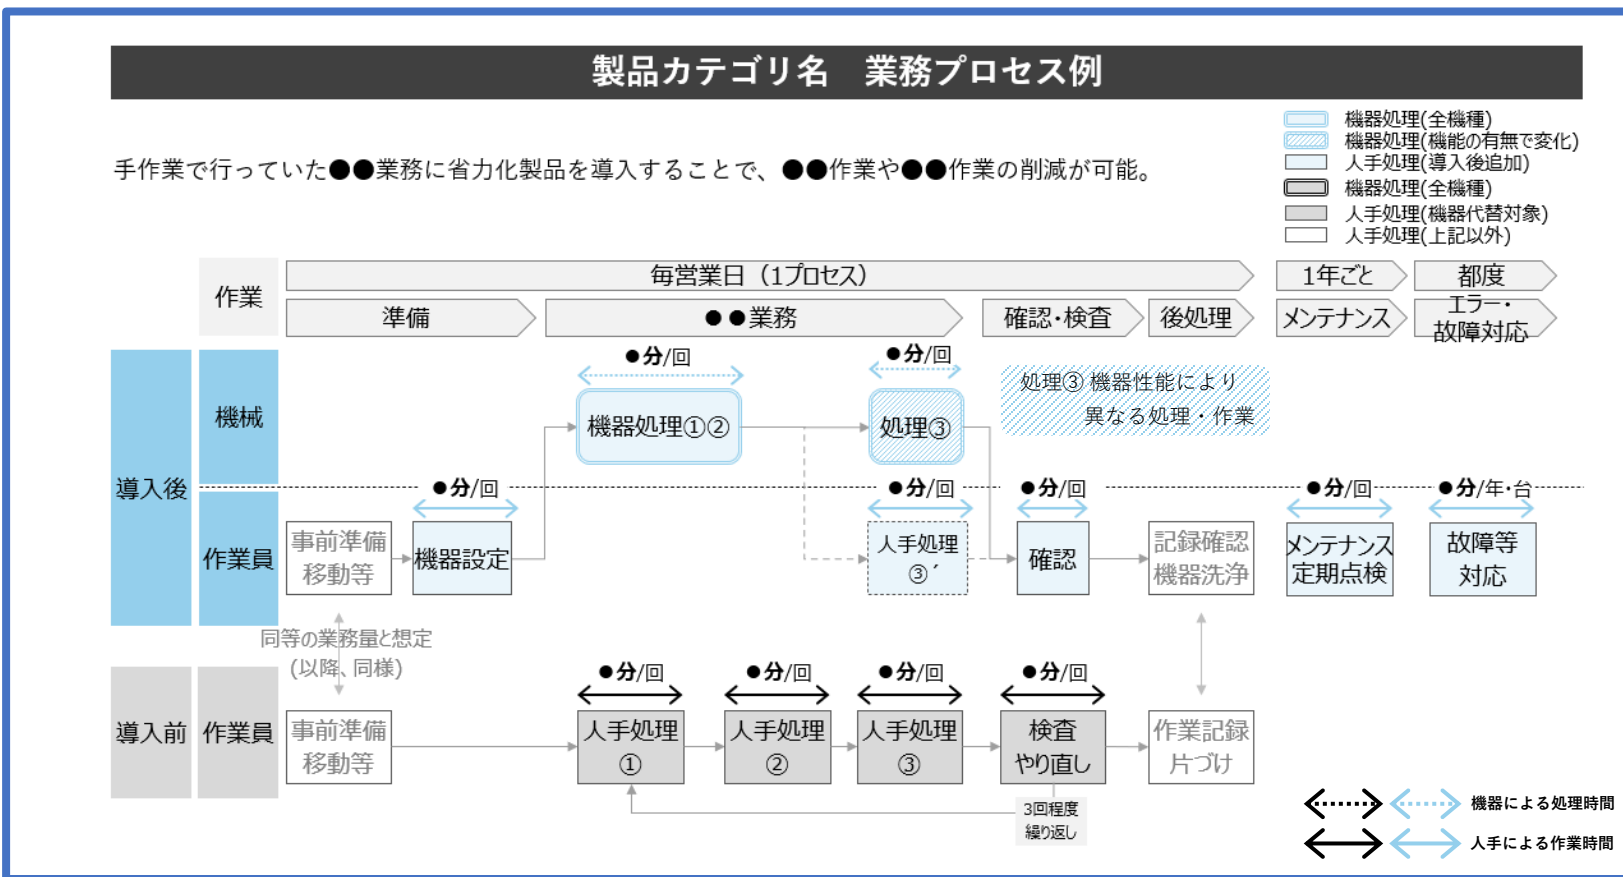 製品カテゴリ名　業務プロセス例
機器処理(全機種)
機器処理(機能の有無で変化)
人手処理(導入後追加)
機器処理(全機種)
人手処理(機器代替対象)
人手処理(上記以外)
手作業で行っていた●●業務に省力化製品を導入することで、●●作業や●●作業の削減が可能。
作業
毎営業日（1プロセス）
1年ごと
都度
準備
●●業務
確認・検査
後処理
メンテナンス
エラー・
故障対応
導入後
機械
●分/回
●分/回
機器処理①②
処理③
処理③ 機器性能により
異なる処理・作業
作業員
●分/回
●分/回
●分/回
●分/回
●分/年・台
事前準備
移動等
機器設定
人手処理
③´
確認
記録確認
機器洗浄
メンテナンス
定期点検
故障等
対応
同等の業務量と想定
(以降、同様)
導入前
作業員
●分/回
●分/回
●分/回
●分/回
事前準備
移動等
人手処理
①
人手処理
②
人手処理
③
検査
やり直し
作業記録
片づけ
3回程度
繰り返し
機器による処理時間
人手による作業時間